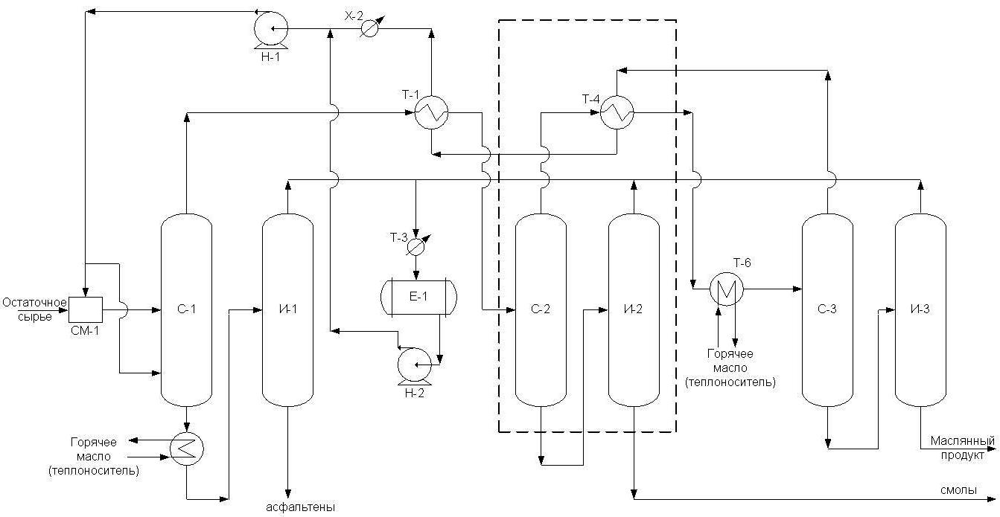 Х-2
Н-1
Т-1
Т-4
Т-3
Т-6
Остаточное
сырье
СМ-1
С-1
И-1
Е-1
С-2
И-2
С-3
И-3
Горячее
масло
(теплоноситель)
Н-2
Горячее
масло
(теплоноситель)
Маслянный
продукт
смолы
асфальтены